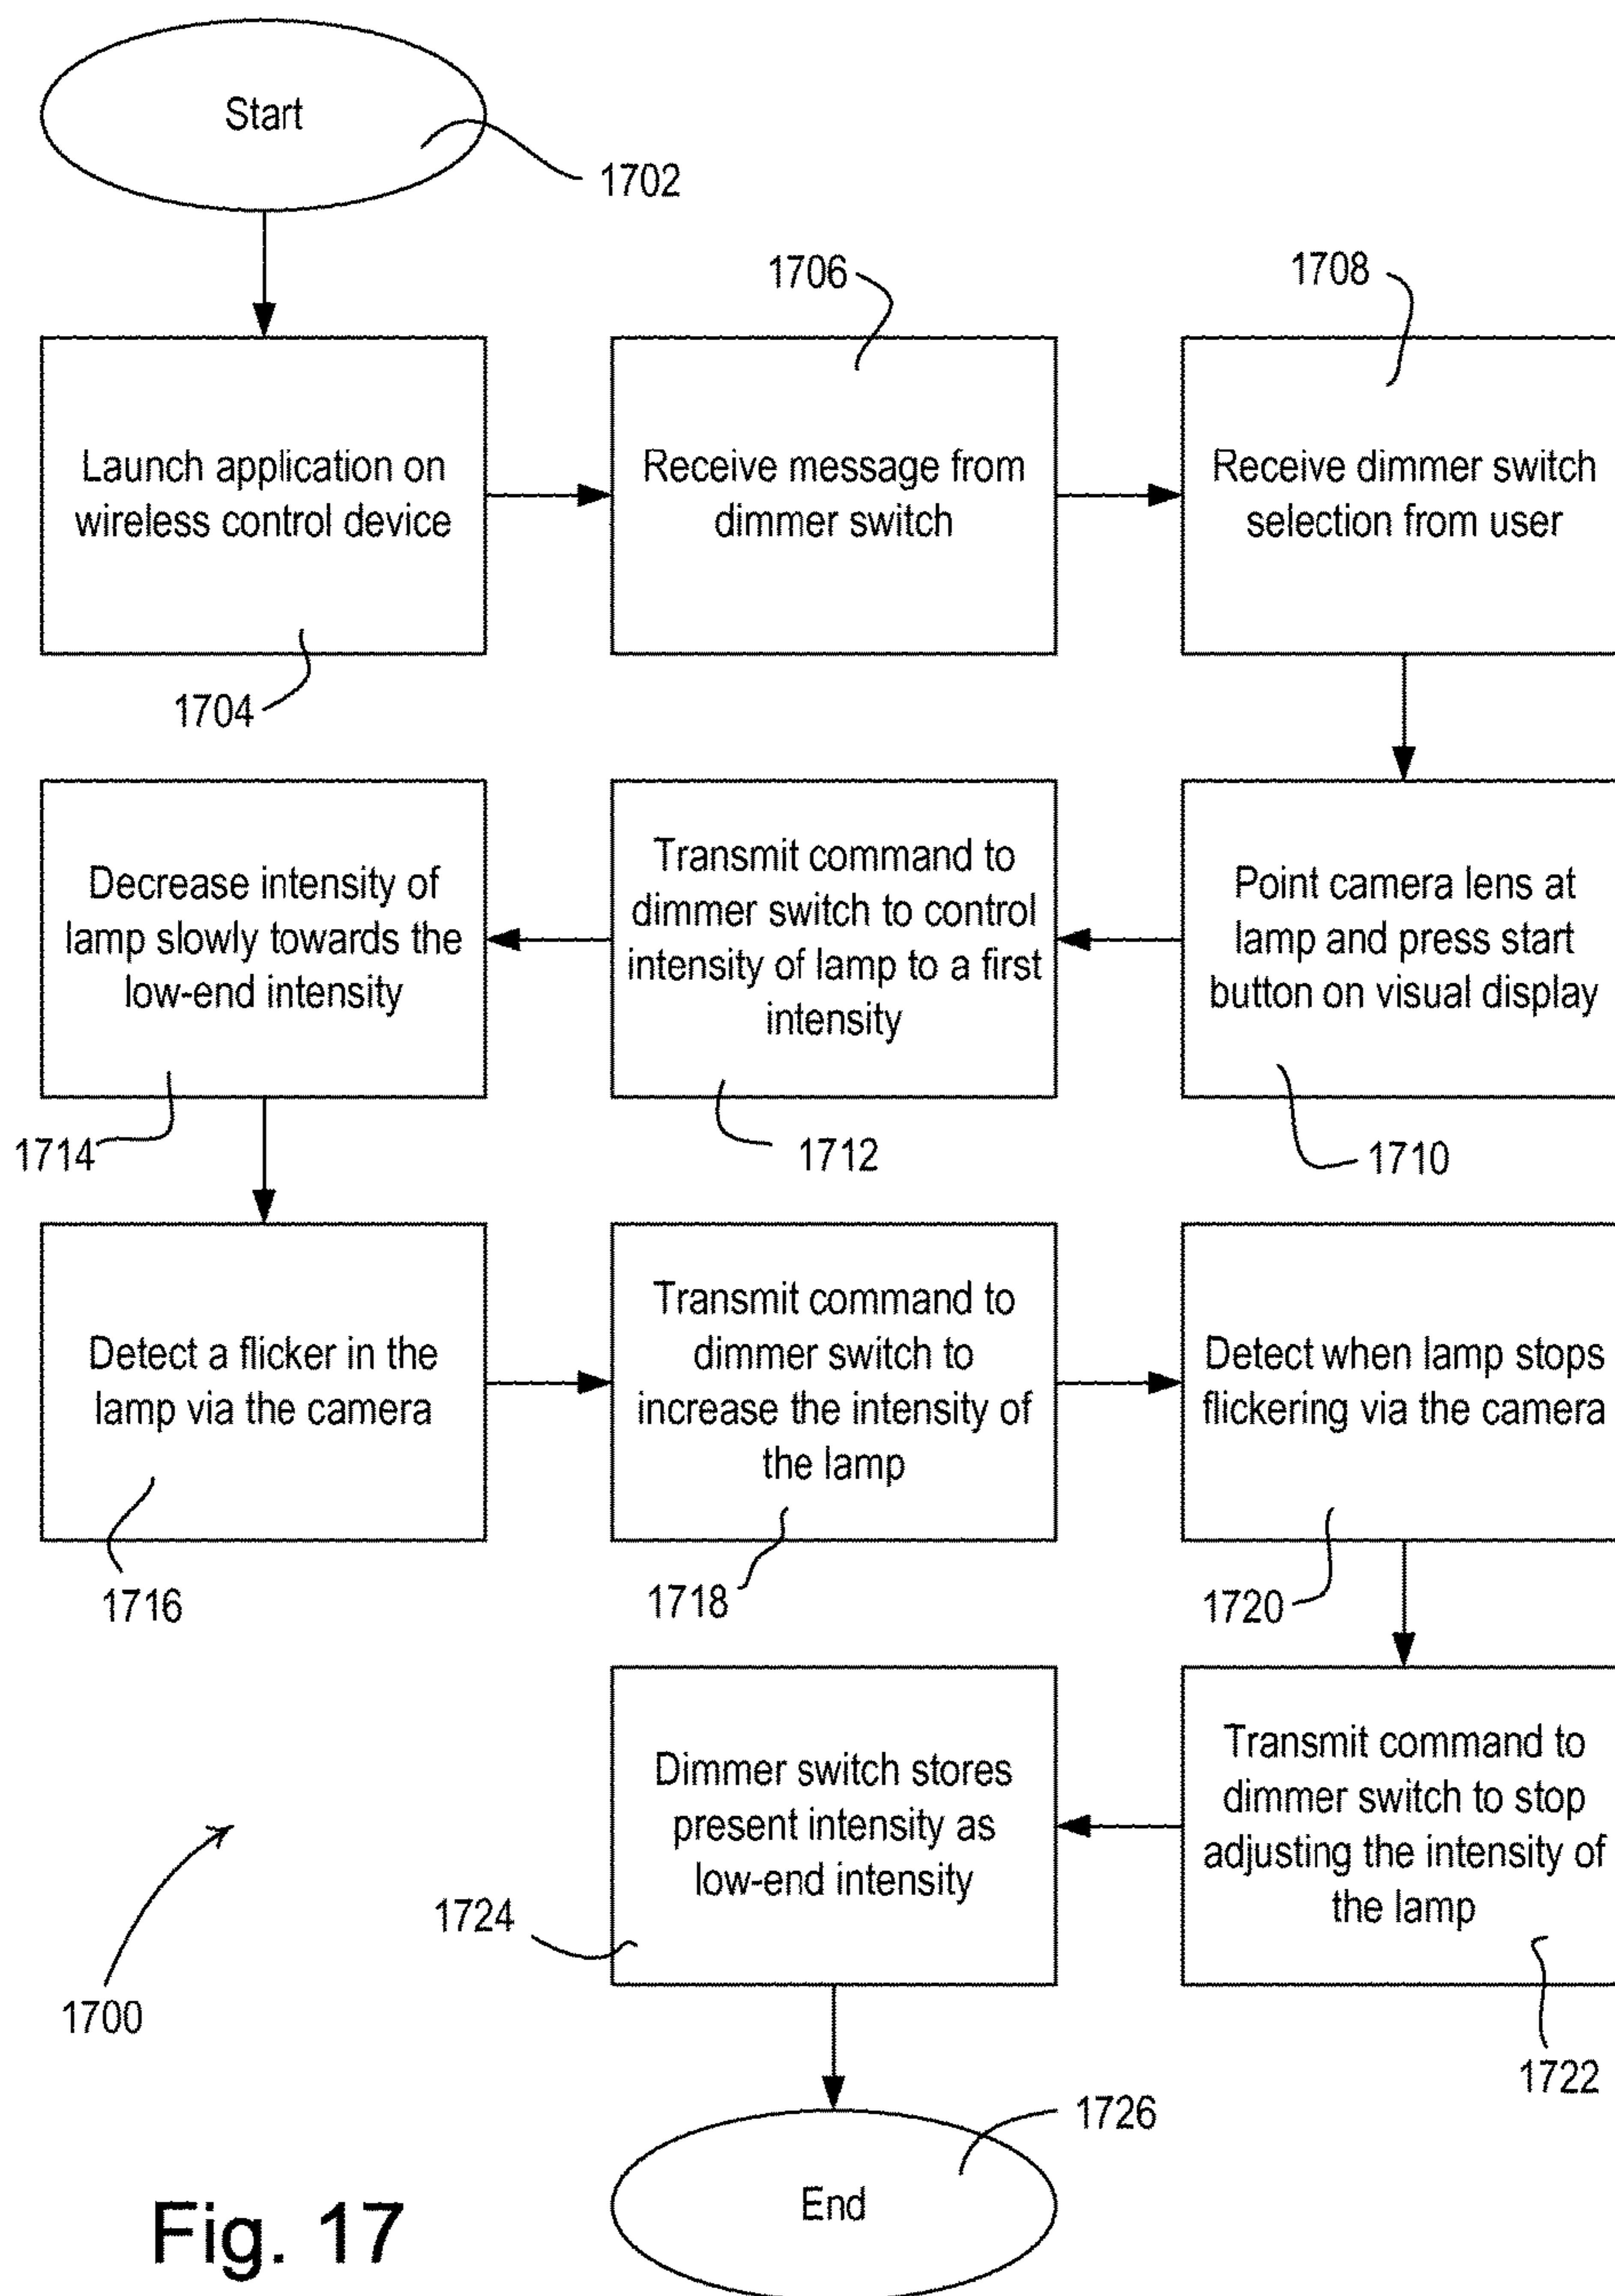 Start
1702
1706
1708
Launch application on
wireless control device
1704
Receive message from
dimmer switch
Receive dimmer switch
selection from user
Point camera lens at
lamp and press start
button on visual display
1710
Transmit command to
dimmer switch to control
intensity of lamp to a first
intensity
1712
Decrease intensity of
lamp slowly towards the
low-end intensity
1714
Detect a flicker in the
lamp via the camera
1716
Transmit command to
dimmer switch to
increase the intensity of
the lamp
1718
Detect when lamp stops
flickering via the camera
1720
Transmit command to
dimmer switch to stop
adjusting the intensity of
the lamp
1722
Dimmer switch stores
present intensity as
low-end intensity
1724
1700
1726
End
Fig. 17